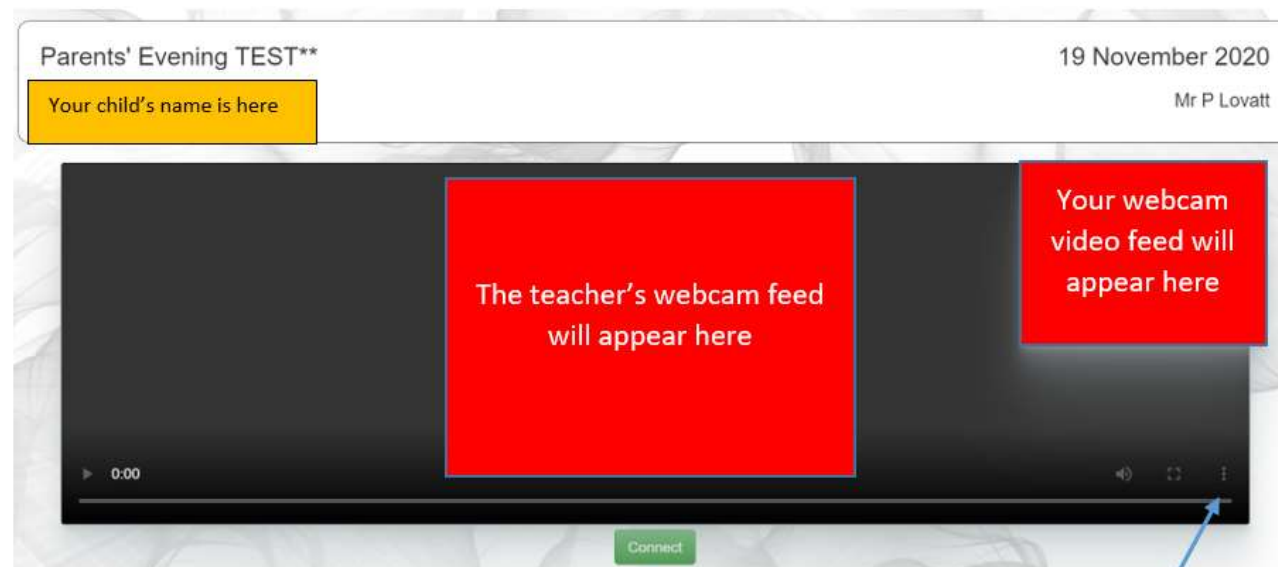 Parents' Evening TEST**
19 November 2020
Your child's name is here
Mr P Lovatt
Your webcam
video feed will
appear here
The teacher's webcam feed
will appear here
0:00
Connect